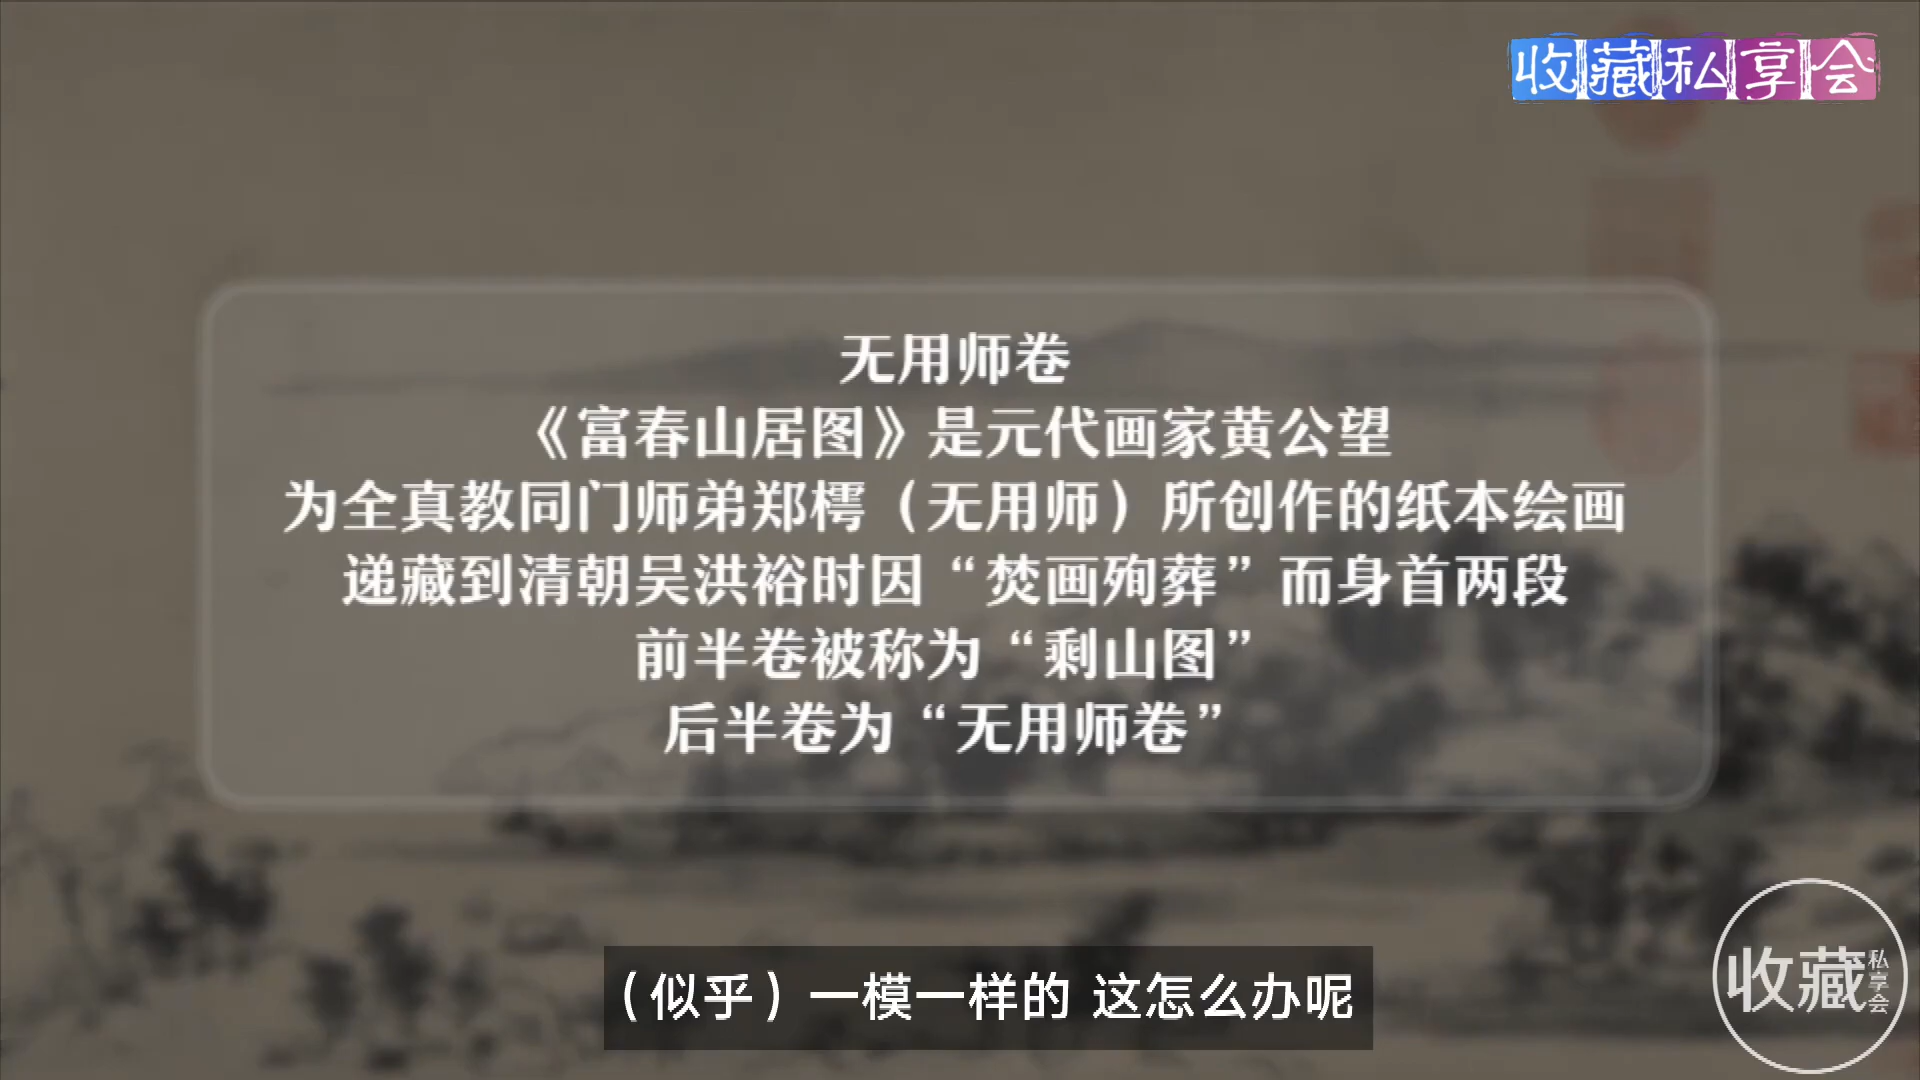 收藏私享会
无用师卷
《富春山居图》是元代画家黄公望
为全真教同门师弟郑樗（无用师）所创作的纸本绘画
递藏到清朝吴洪裕时因“焚画殉葬”而身首两段
前半卷被称为“剩山图”
后半卷为“无用师卷”
（似乎）一模一样的 这怎么办呢
收藏私享会